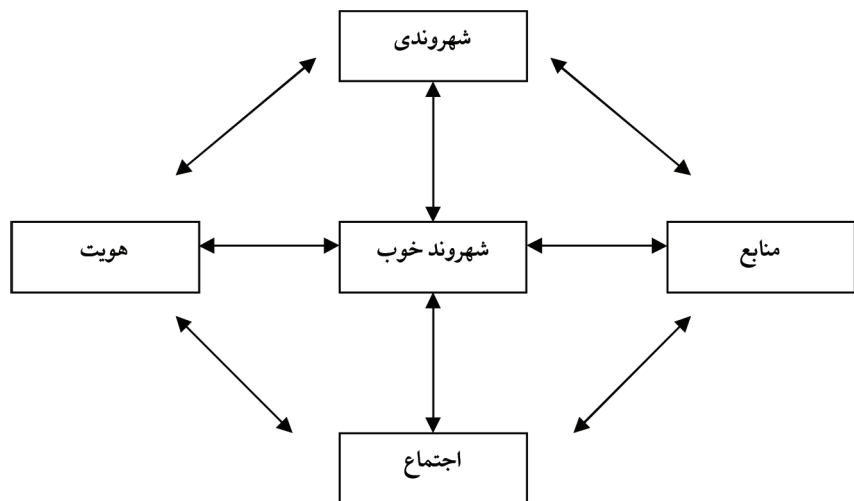 شهروندی
منابع
شهروند خوب
هویت
اجتماع